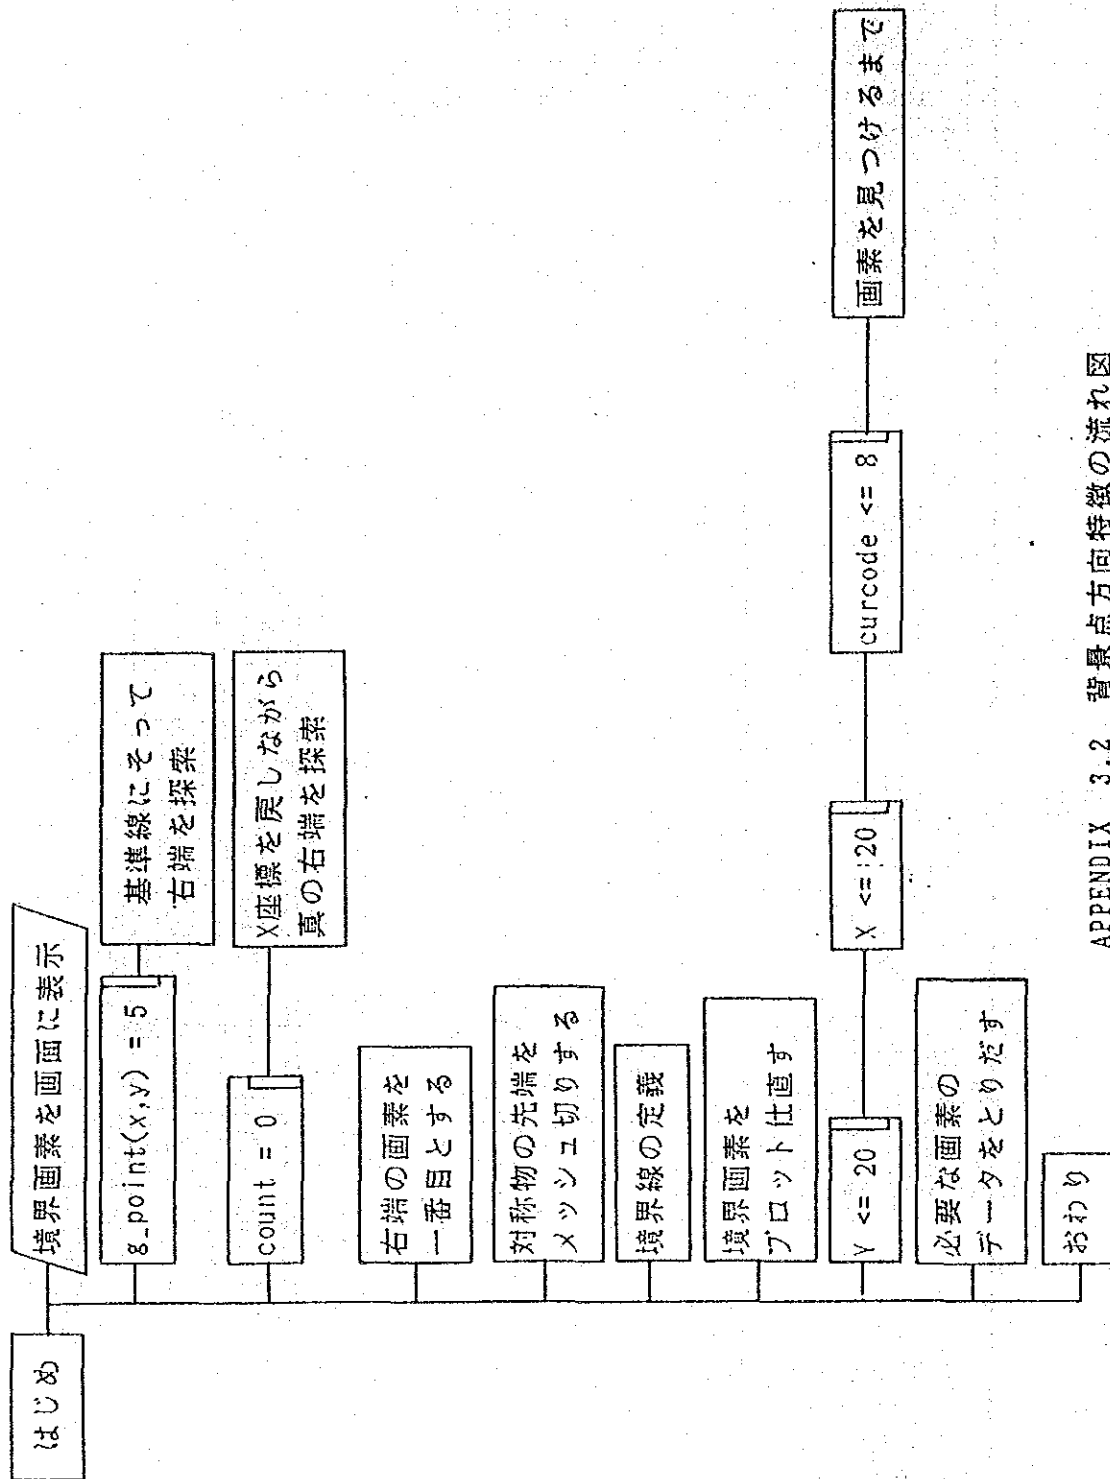 はじめ
境界画素を画面に表示
g_point(x,y) = 5
基準線にそって
右端を探索
count = 0
X座標を戻しながら
真の右端を探索
右端の画素を
一番目とする
対称物の先端を
メッシュ切りする
境界線の定義
境界画素を
プロット仕直す
Y <= 20
X <= 20
curcode <= 8
画素を見つけるまで
必要な画素の
データをとりだす
おわり
APPENDIX 3.2 背景点方向特徴の流れ図